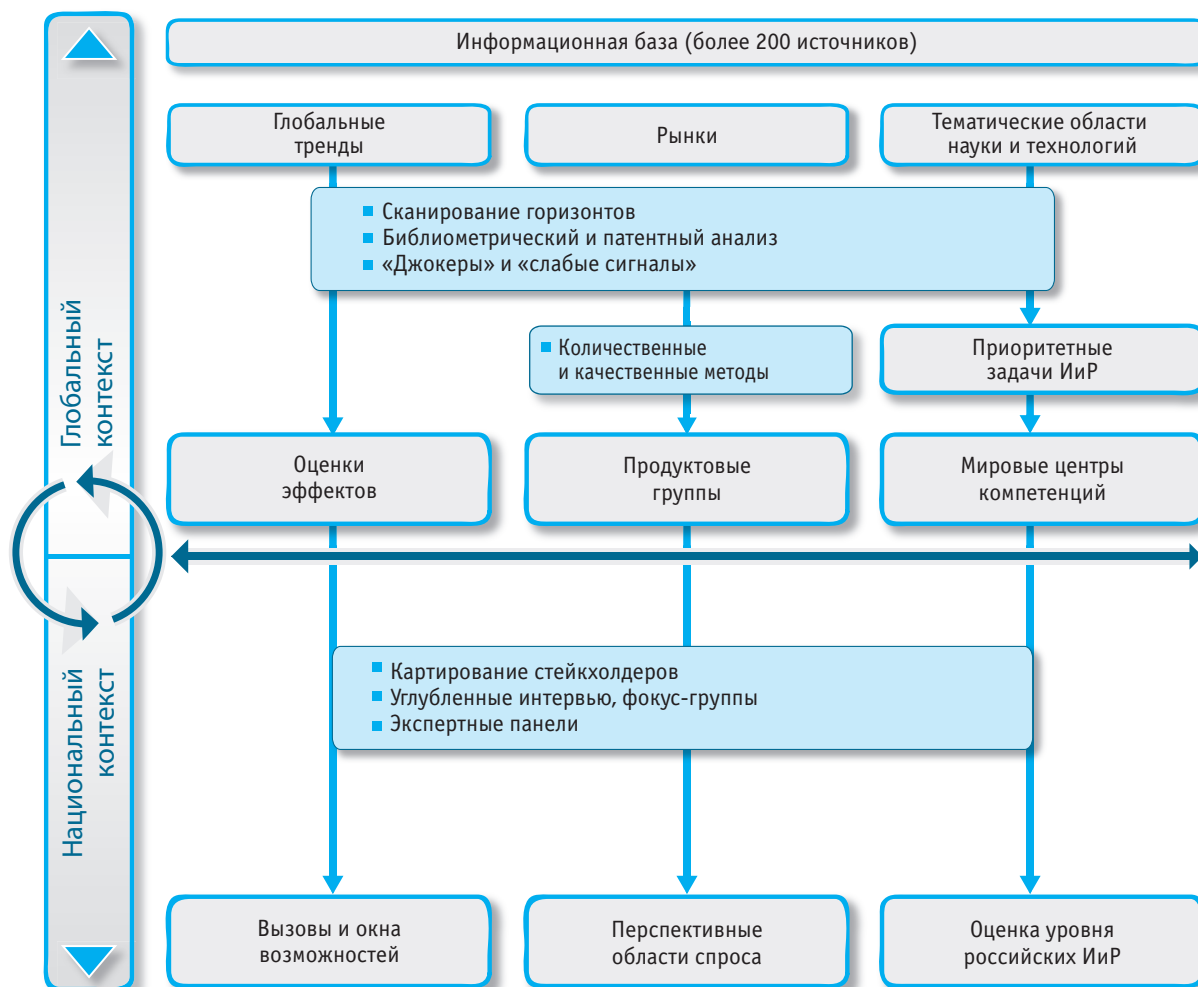 Информационная база (более 200 источников)
Глобальные
тренды
Рынки
Тематические области
науки и технологий
Сканирование горизонтов
Библиометрический и патентный анализ
«Джокеры» и «слабые сигналы»
Количественные
и качественные методы
Приоритетные
задачи ИиР
Глобальный
контекст
Оценки
эффектов
Продуктовые
группы
Мировые центры
компетенций
Национальный
контекст
Картирование стейкхолдеров
Углубленные интервью, фокус-группы
Экспертные панели
Вызовы и окна
возможностей
Перспективные
области спроса
Оценка уровня
российских ИиР